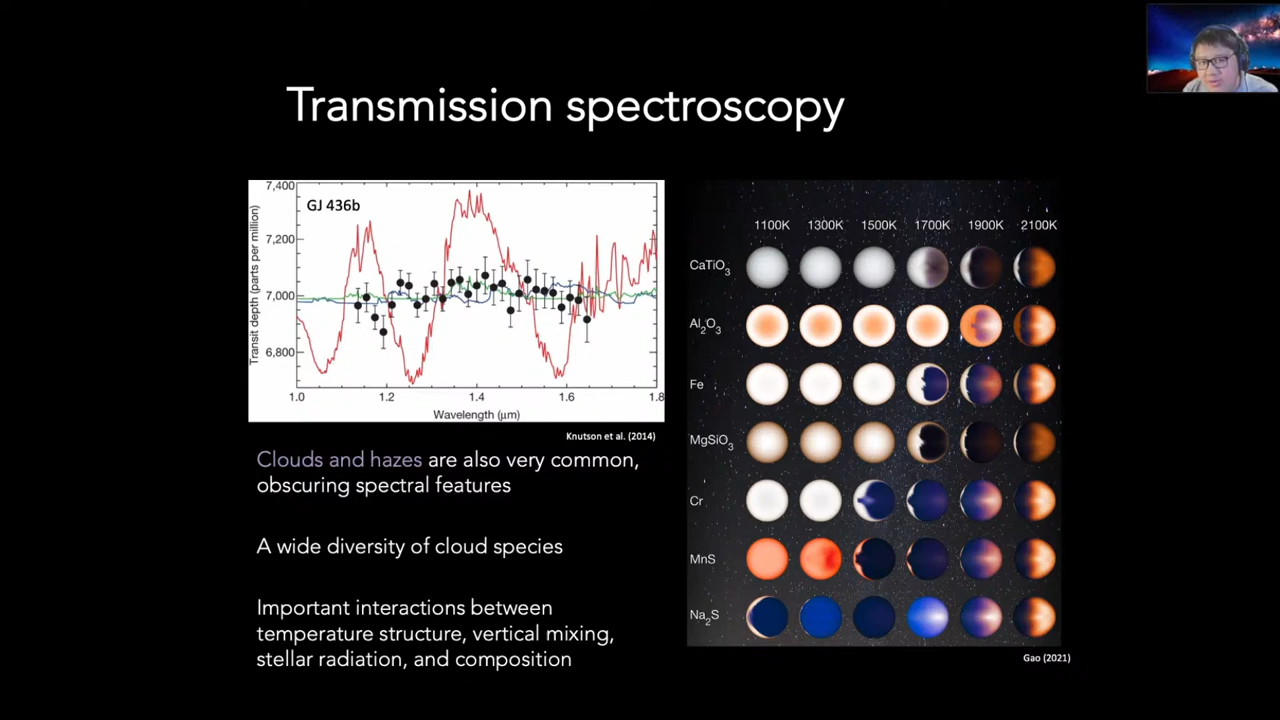 Transmission spectroscopy
7,400
7,200
7,000
6,800
Transit depth (parts per million)
GJ 436b
1.0 1.2 1.4 1.6 1.8
Wavelength (μm)
Knutson et al. (2014)
Clouds and hazes are also very common,
obscuring spectral features
A wide diversity of cloud species
Important interactions between
temperature structure, vertical mixing,
stellar radiation, and composition
1100K 1300K 1500K 1700K 1900K 2100K
CaTiO₃
Al₂O₃
Fe
MgSiO₃
Cr
MnS
Na₂S
Gao (2021)